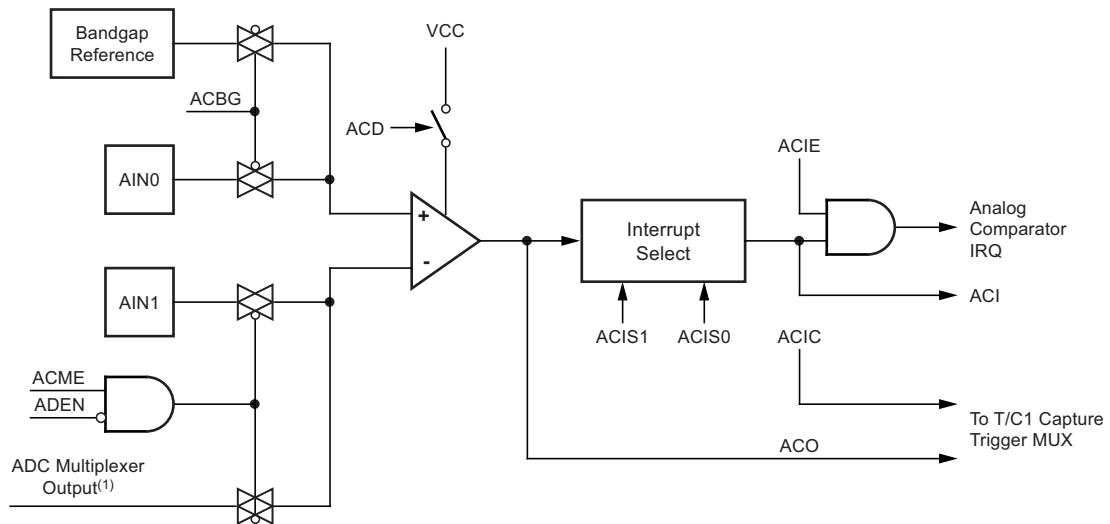 Bandgap
Reference
VCC
ACBG
ACD
ACIE
AIN0
+
Interrupt
Select
Analog
Comparator
IRQ
-
AIN1
ACI
ACIS1
ACIS0
ACIC
ACME
ADEN
To T/C1 Capture
Trigger MUX
ACO
ADC Multiplexer
Output(1)